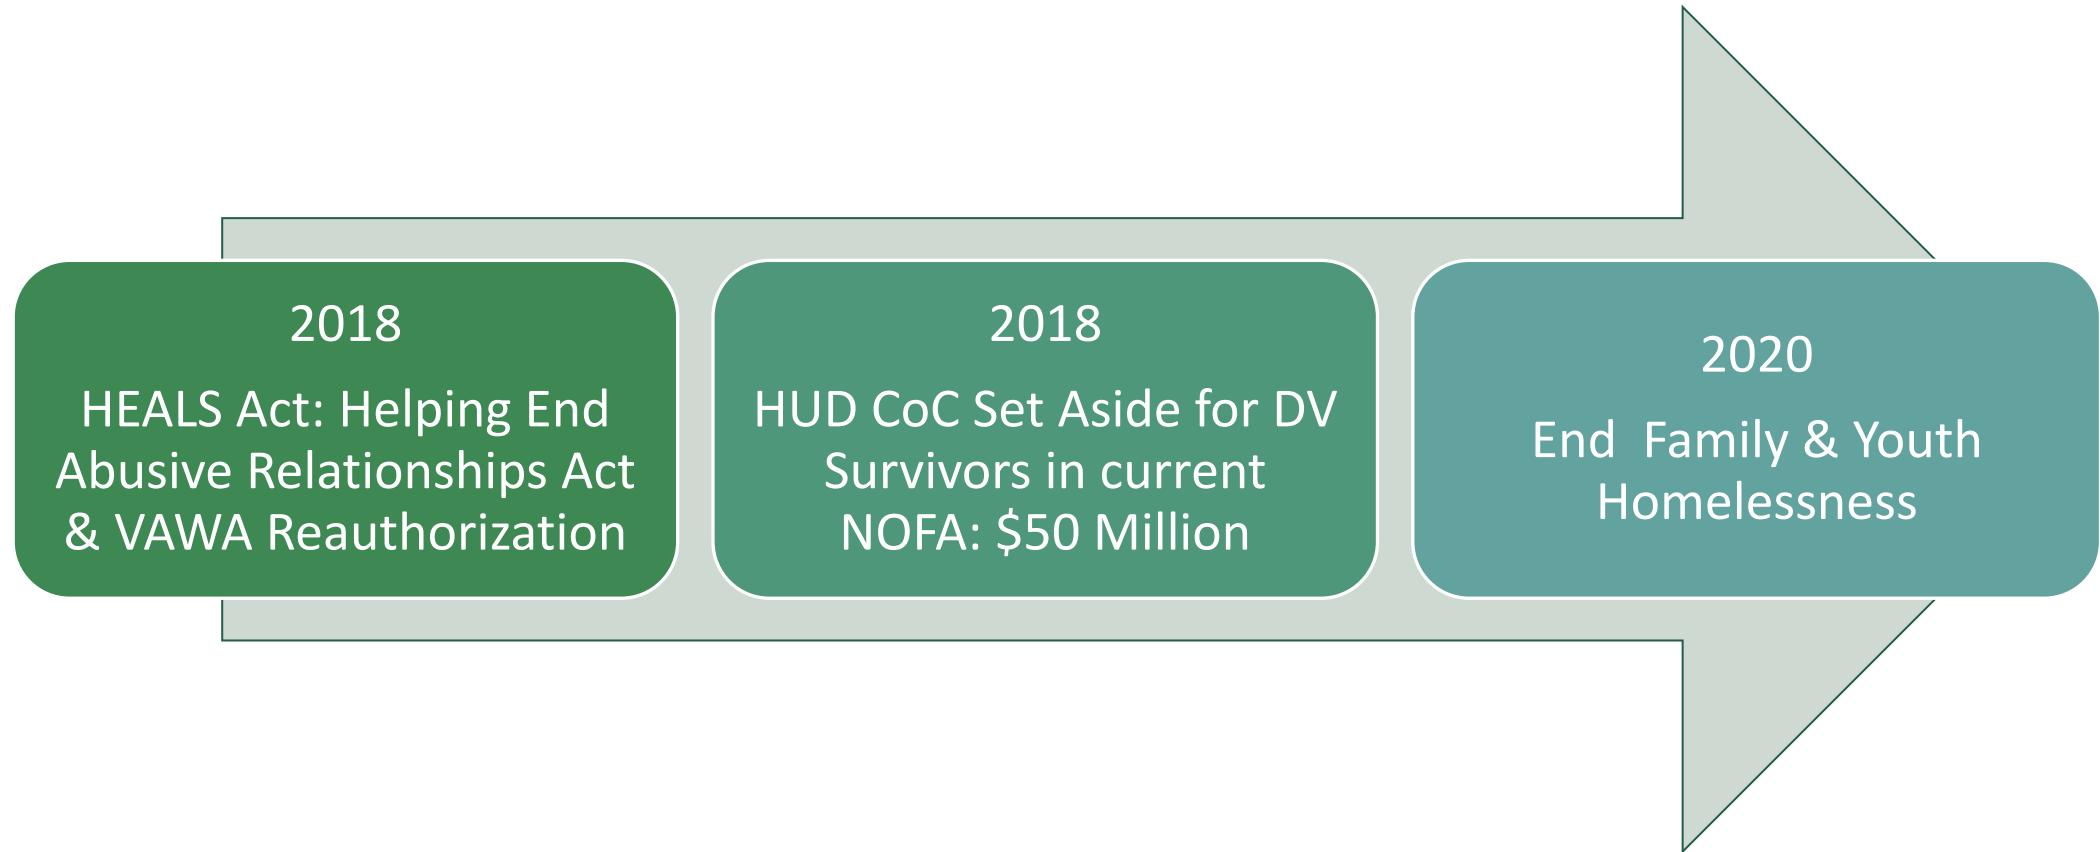 2018
HEALS Act: Helping End
Abusive Relationships Act
& VAWA Reauthorization
2018
HUD CoC Set Aside for DV
Survivors in current
NOFA: $50 Million
2020
End  Family & Youth
Homelessness